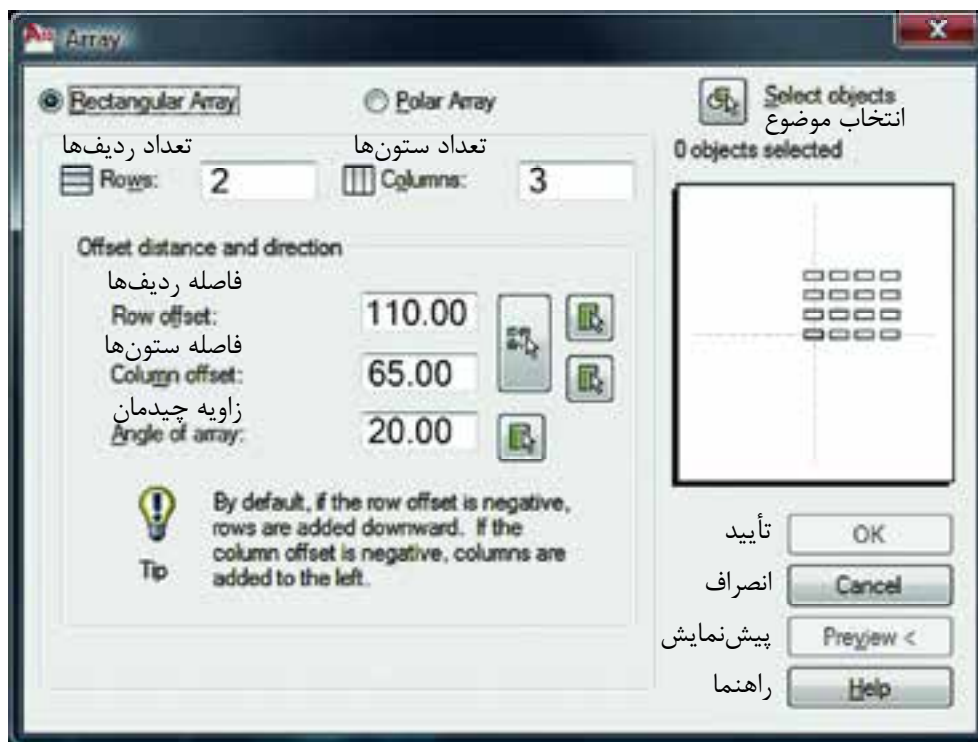 Array
Rectangular Array
Polar Array
Select objects
انتخاب موضوع
0 objects selected
تعداد ردیف‌ها
Rows: 2
تعداد ستون‌ها
Columns: 3
Offset distance and direction
فاصله ردیف‌ها
Row offset: 110.00
فاصله ستون‌ها
Column offset: 65.00
زاویه چیدمان
Angle of array: 20.00
Tip
By default, if the row offset is negative,
rows are added downward. If the
column offset is negative, columns are
added to the left.
تأیید OK
انصراف Cancel
پیش‌نمایش Preview <
راهنما Help